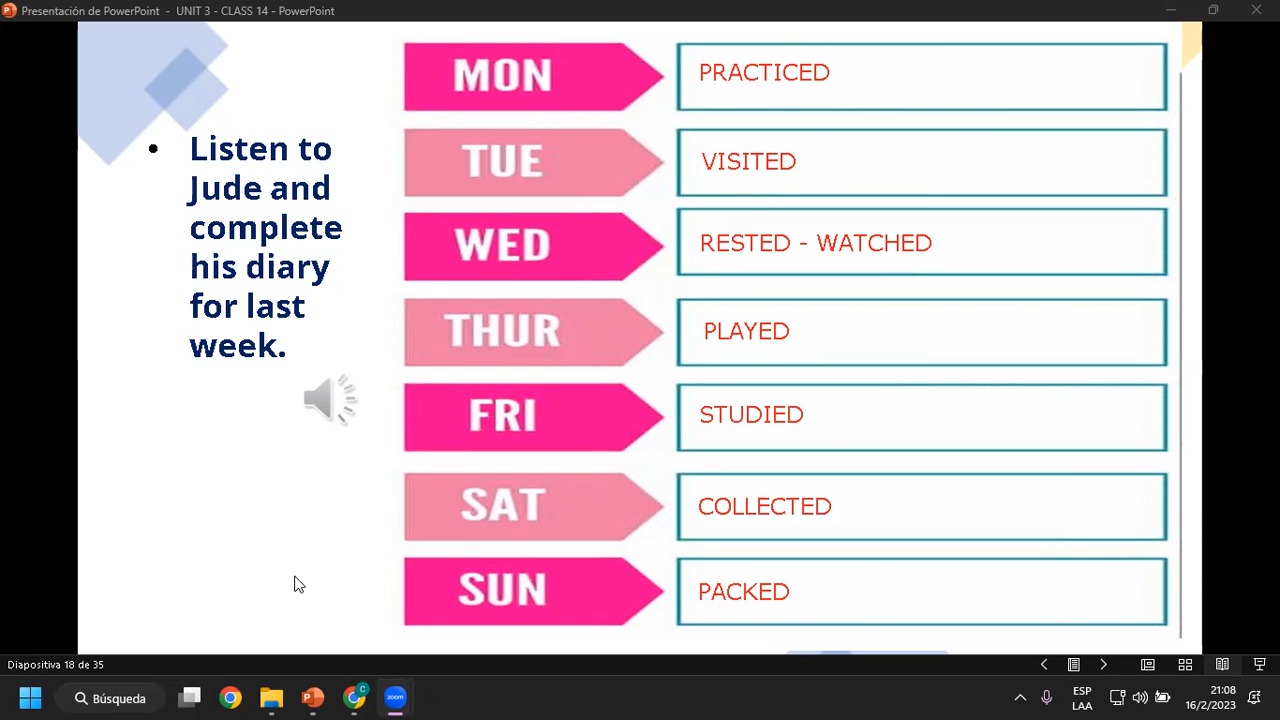 Presentación de PowerPoint - UNIT 3 - CLASS 14 - PowerPoint
• Listen to
Jude and
complete
his diary
for last
week.
MON PRACTICED
TUE VISITED
WED RESTED - WATCHED
THUR PLAYED
FRI STUDIED
SAT COLLECTED
SUN PACKED
Diapositiva 18 de 35
Búsqueda
C
zoom
ESP
LAA
21:08
16/2/2023